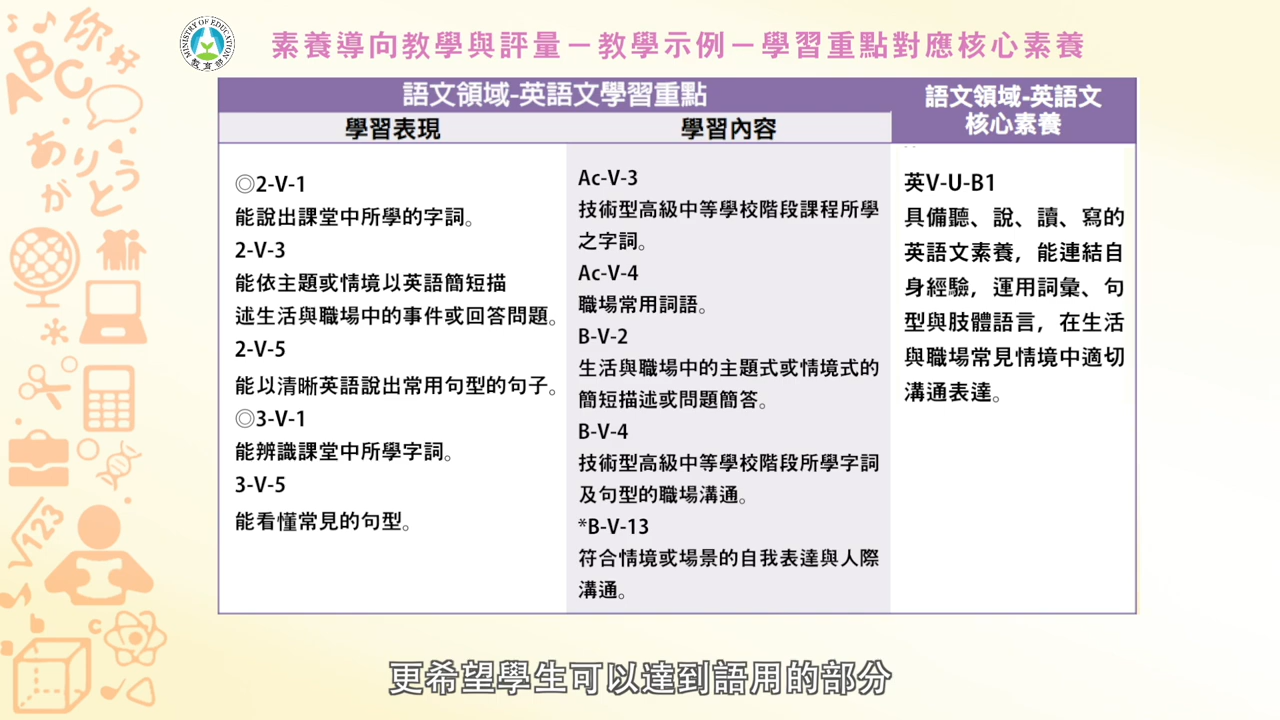 素養導向教學與評量－教學示例－學習重點對應核心素養
MINISTRY OF EDUCATION
教育部
語文領域-英語文學習重點
語文領域-英語文
核心素養
學習表現
學習內容
◎2-V-1
能說出課堂中所學的字詞。
2-V-3
能依主題或情境以英語簡短描
述生活與職場中的事件或回答問題。
2-V-5
能以清晰英語說出常用句型的句子。
◎3-V-1
能辨識課堂中所學字詞。
3-V-5
能看懂常見的句型。
Ac-V-3
技術型高級中等學校階段課程所學
之字詞。
Ac-V-4
職場常用詞語。
B-V-2
生活與職場中的主題式或情境式的
簡短描述或問題簡答。
B-V-4
技術型高級中等學校階段所學字詞
及句型的職場溝通。
*B-V-13
符合情境或場景的自我表達與人際
溝通。
英V-U-B1
具備聽、說、讀、寫的
英語文素養，能連結自
身經驗，運用詞彙、句
型與肢體語言，在生活
與職場常見情境中適切
溝通表達。
你
好
ABC
ありがとう
123
b
c
a
更希望學生可以達到語用的部分